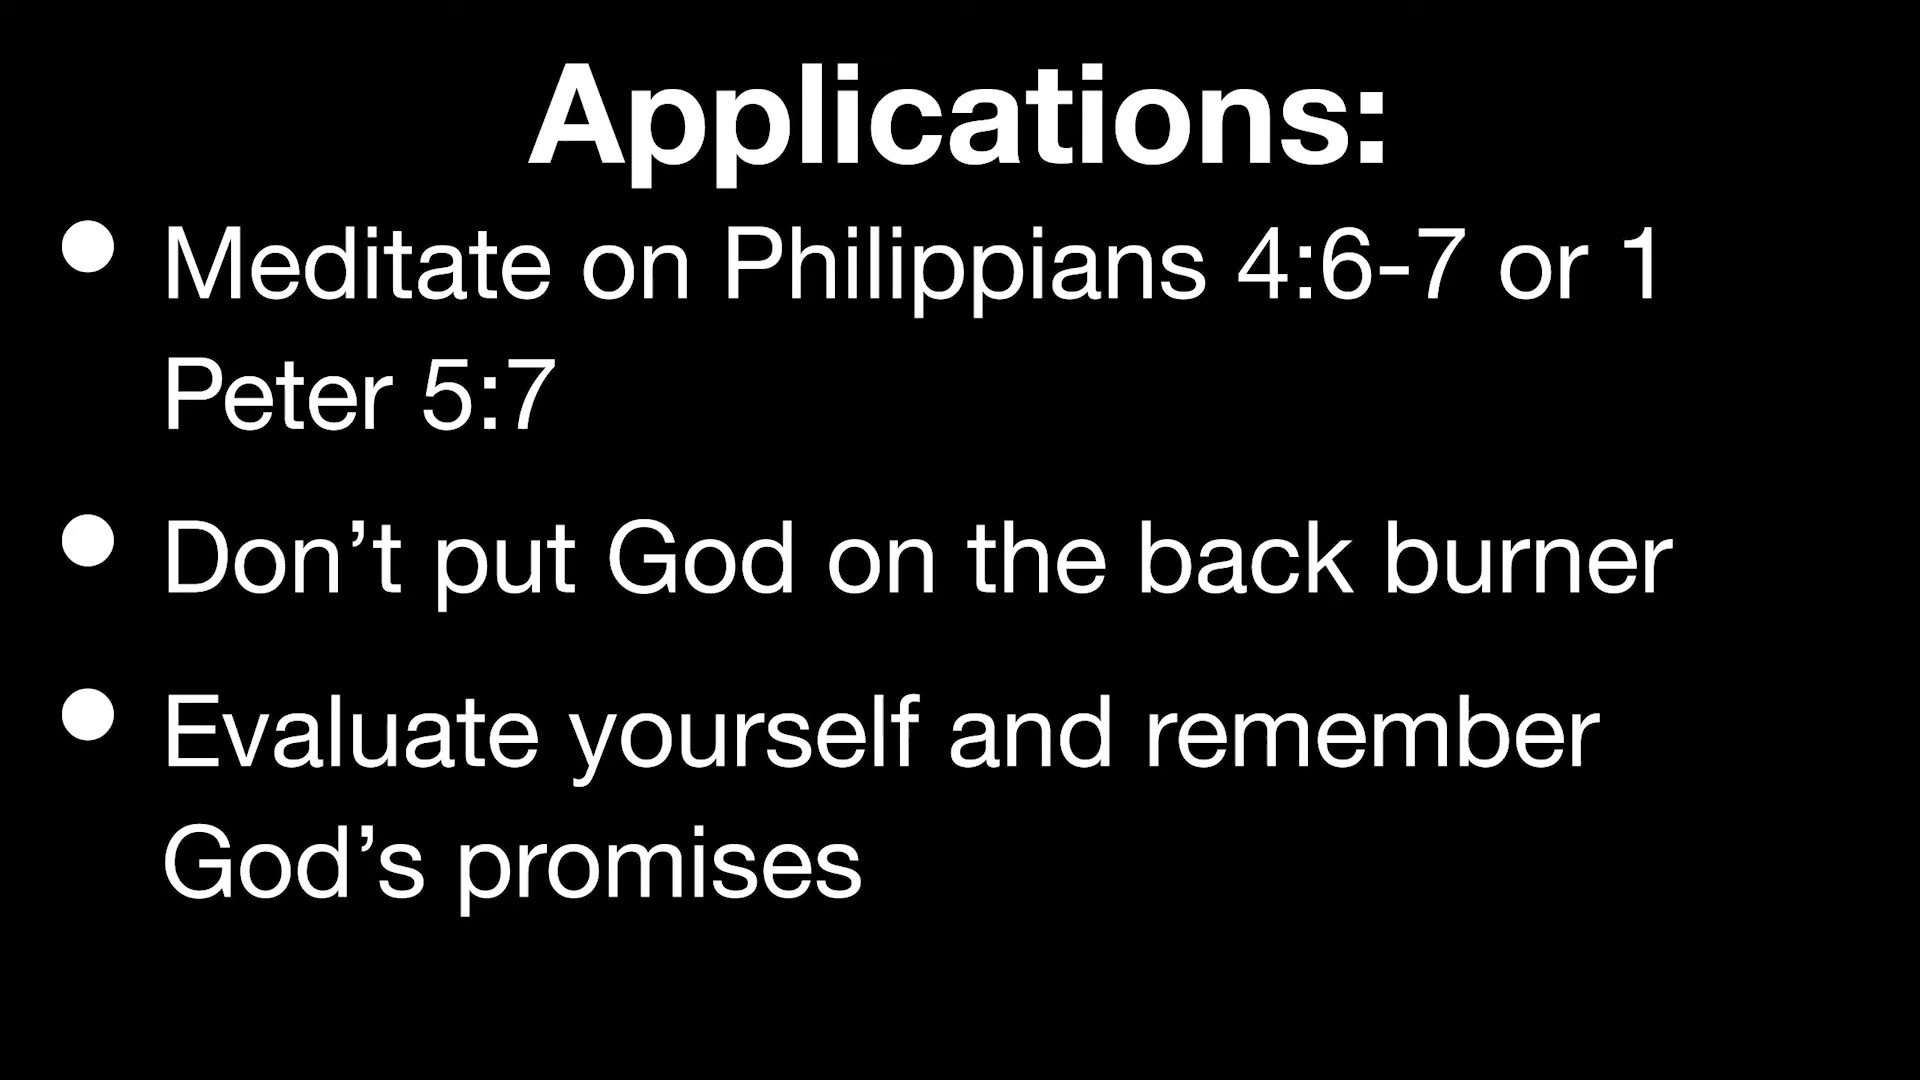 Applications:
• Meditate on Philippians 4:6-7 or 1
Peter 5:7
• Don’t put God on the back burner
• Evaluate yourself and remember
God’s promises